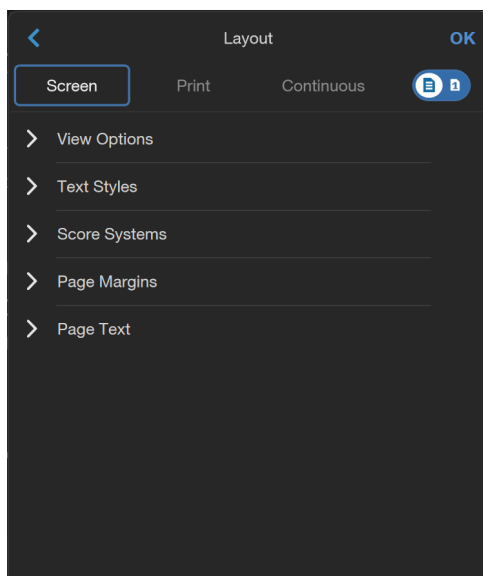 Layout
OK
Screen
Print
Continuous
View Options
Text Styles
Score Systems
Page Margins
Page Text